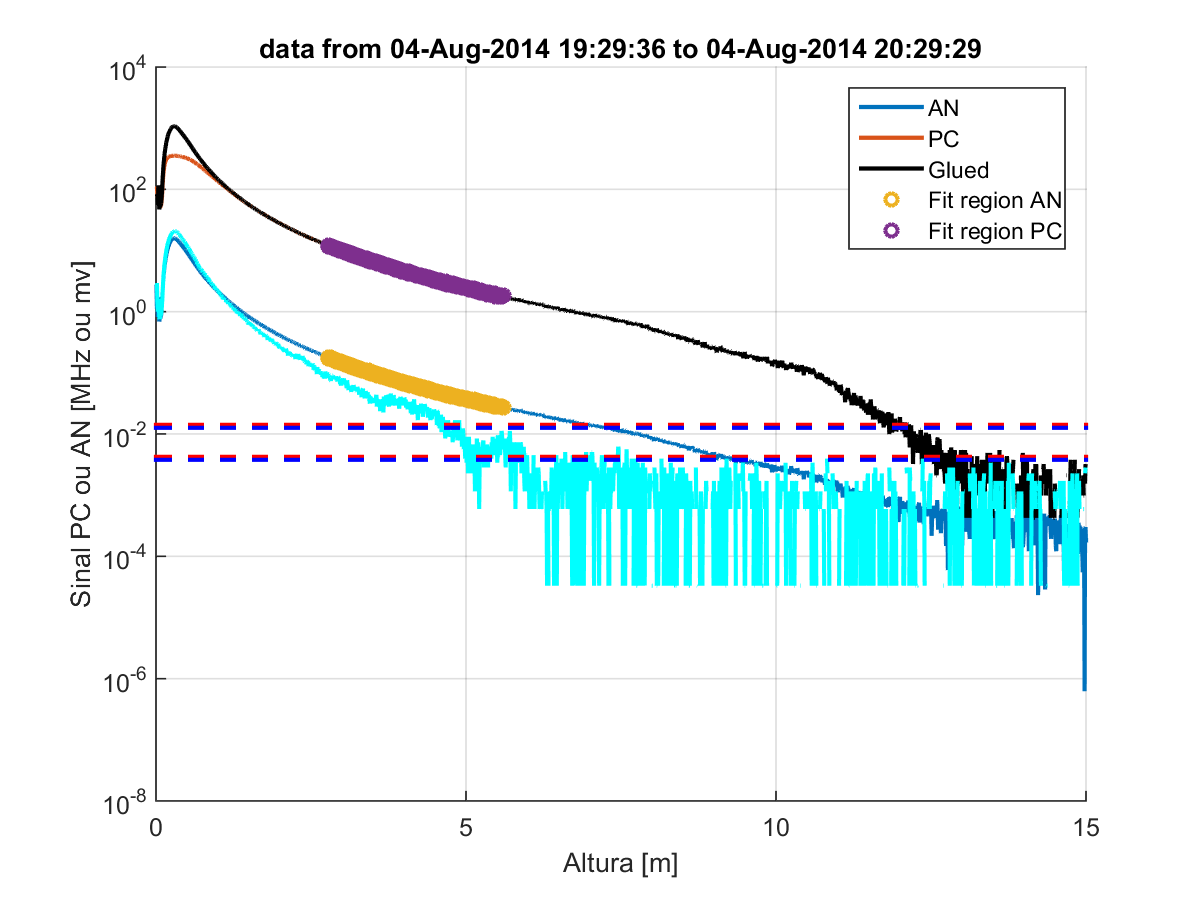 data from 04-Aug-2014 19:29:36 to 04-Aug-2014 20:29:29
Sinal PC ou AN [MHz ou mv]
10^4
10^2
10^0
10^-2
10^-4
10^-6
10^-8
AN
PC
Glued
Fit region AN
Fit region PC
0 5 10 15
Altura [m]